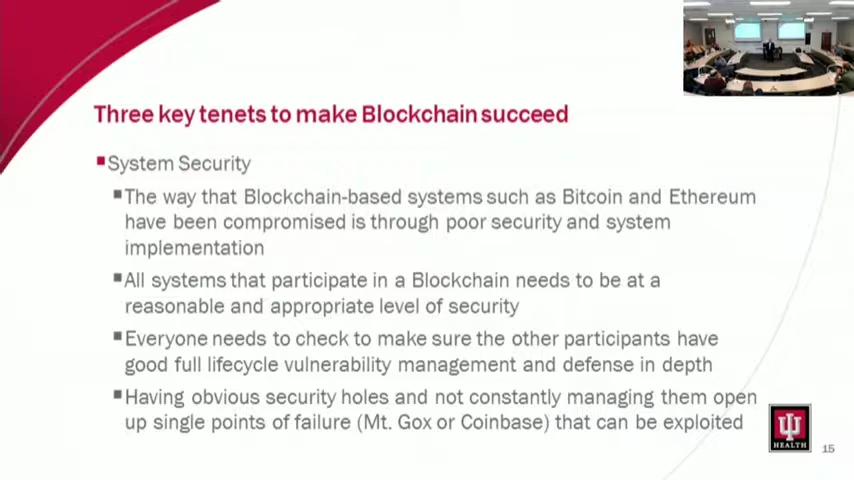 Three key tenets to make Blockchain succeed
System Security
The way that Blockchain-based systems such as Bitcoin and Ethereum
have been compromised is through poor security and system
implementation
All systems that participate in a Blockchain needs to be at a
reasonable and appropriate level of security
Everyone needs to check to make sure the other participants have
good full lifecycle vulnerability management and defense in depth
Having obvious security holes and not constantly managing them open
up single points of failure (Mt. Gox or Coinbase) that can be exploited
HEALTH
15